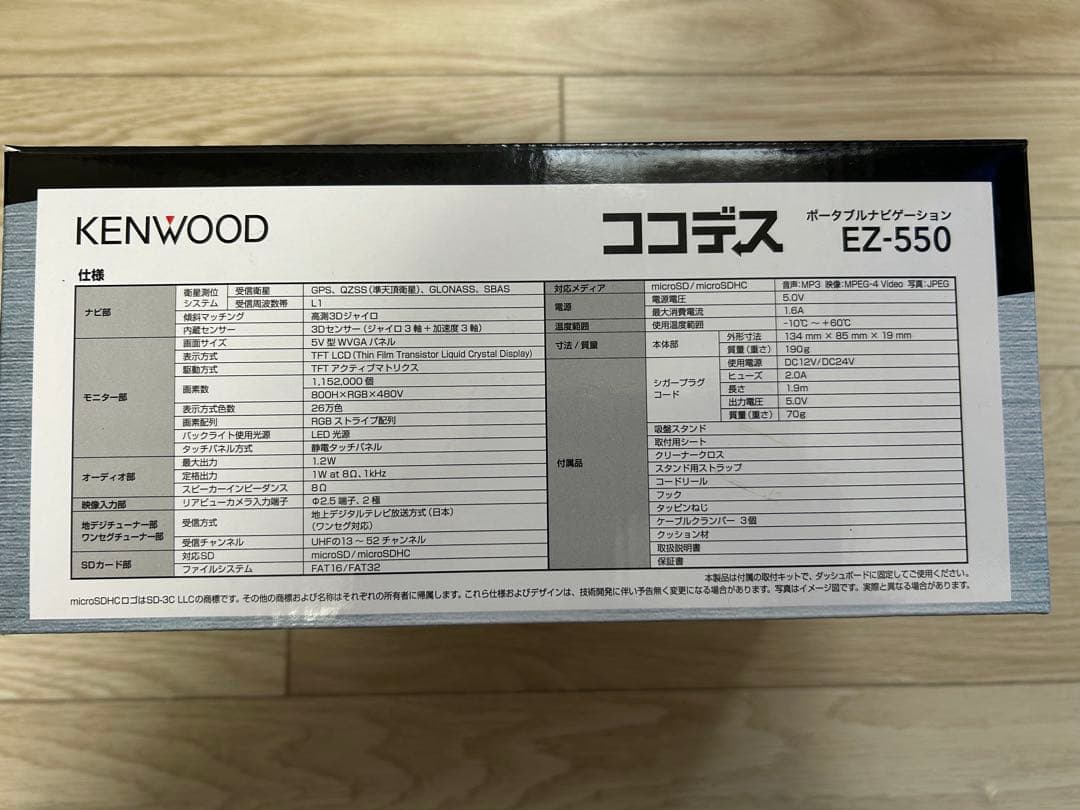 KENWOOD
ココデス
ポータブルナビゲーション
EZ-550
仕様
ナビ部
衛星測位システム 受信衛星 GPS、QZSS(準天頂衛星)、GLONASS、SBAS
受信周波数帯 L1
傾斜マッチング 高測3Dジャイロ
内蔵センサー 3Dセンサー(ジャイロ3軸+加速度3軸)
モニター部
画面サイズ 5V型 WVGA パネル
表示方式 TFT LCD (Thin Film Transistor Liquid Crystal Display)
駆動方式 TFT アクティブマトリクス
画素数 1,152,000個
800H×RGB×480V
表示方式色数 26万色
画素配列 RGBストライプ配列
バックライト使用光源 LED 光源
タッチパネル方式 静電タッチパネル
オーディオ部
最大出力 1.2W
定格出力 1W at 8Ω、1kHz
スピーカーインピーダンス 8Ω
映像入力部 リアビューカメラ入力端子 Φ2.5端子、2極
地デジチューナー部
ワンセグチューナー部
受信方式 地上デジタルテレビ放送方式(日本)
(ワンセグ対応)
受信チャンネル UHFの13〜52チャンネル
SDカード部
対応SD microSD/microSDHC
ファイルシステム FAT16/FAT32
対応メディア microSD/microSDHC 音声:MP3 映像:MPEG-4 Video 写真:JPEG
電源
電源電圧 5.0V
最大消費電流 1.6A
温度範囲 使用温度範囲 -10℃〜+60℃
寸法/質量
本体部 外形寸法 134 mm × 85 mm × 19 mm
質量(重さ) 190g
付属品
シガープラグコード
使用電源 DC12V/DC24V
ヒューズ 2.0A
長さ 1.9m
出力電圧 5.0V
質量(重さ) 70g
吸盤スタンド
取付用シート
クリーナークロス
スタンド用ストラップ
コードリール
フック
タッピンねじ
ケーブルクランパー 3個
クッション材
取扱説明書
保証書
本製品は付属の取付キットで、ダッシュボードに固定してご使用ください。
microSDHCロゴはSD-3C LLCの商標です。その他の商標および名称はそれぞれの所有者に帰属します。これら仕様およびデザインは、技術開発に伴い予告無く変更になる場合があります。写真はイメージ図です。実際と異なる場合があります。